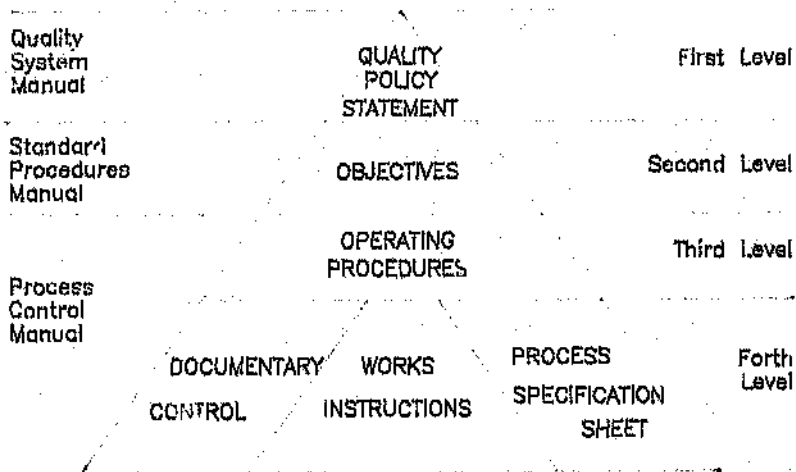 Quality
System
Manual
QUALITY
POLICY
STATEMENT
First Level
Standard
Procedures
Manual
OBJECTIVES
Second Level
OPERATING
PROCEDURES
Third Level
Process
Control
Manual
DOCUMENTARY
CONTROL
WORKS
INSTRUCTIONS
PROCESS
SPECIFICATION
SHEET
Forth
Level